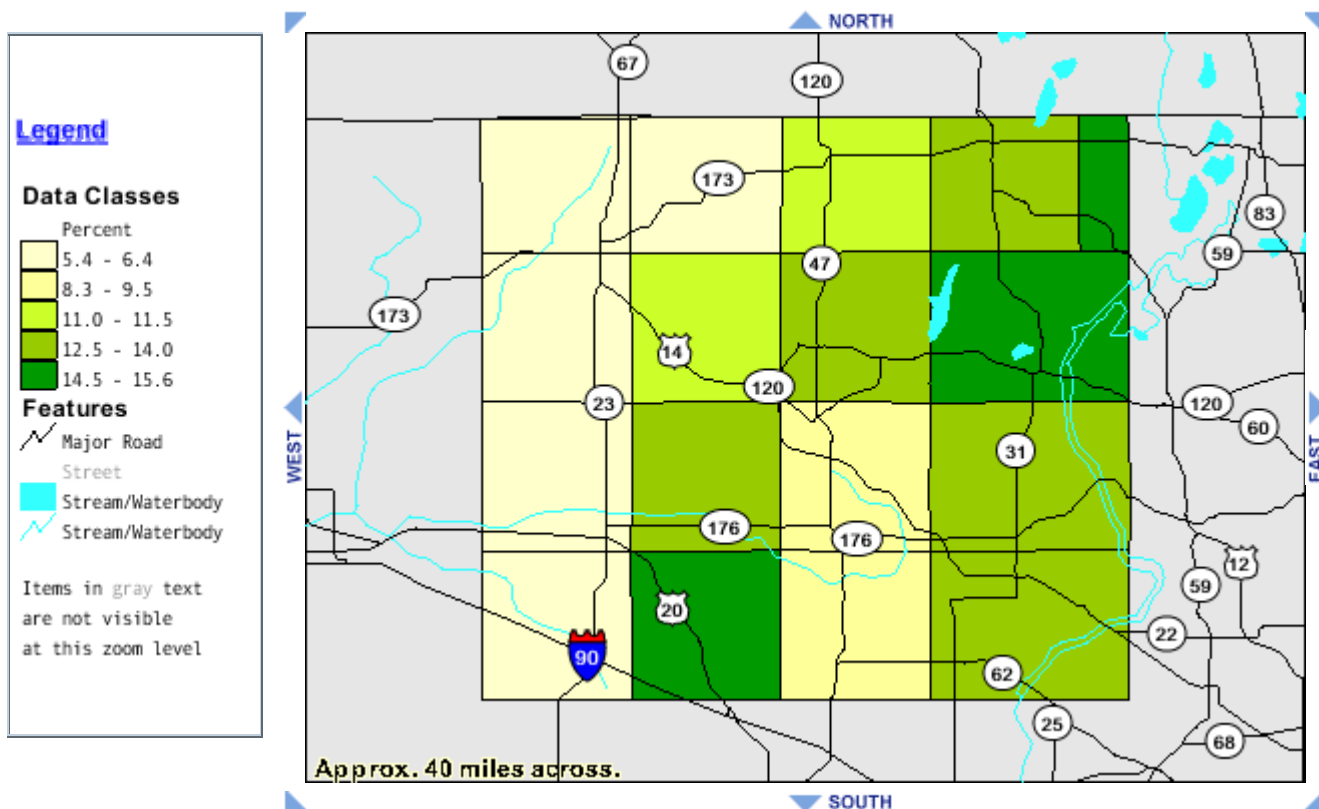 NORTH
Legend
Data Classes
Percent
5.4 - 6.4
8.3 - 9.5
11.0 - 11.5
12.5 - 14.0
14.5 - 15.6
Features
Major Road
Street
Stream/Waterbody
Stream/Waterbody
Items in gray text
are not visible
at this zoom level
WEST
67
120
173
83
47
59
173
14
120
23
120
60
31
176
176
12
59
20
22
90
62
25
68
EAST
Approx. 40 miles across.
SOUTH